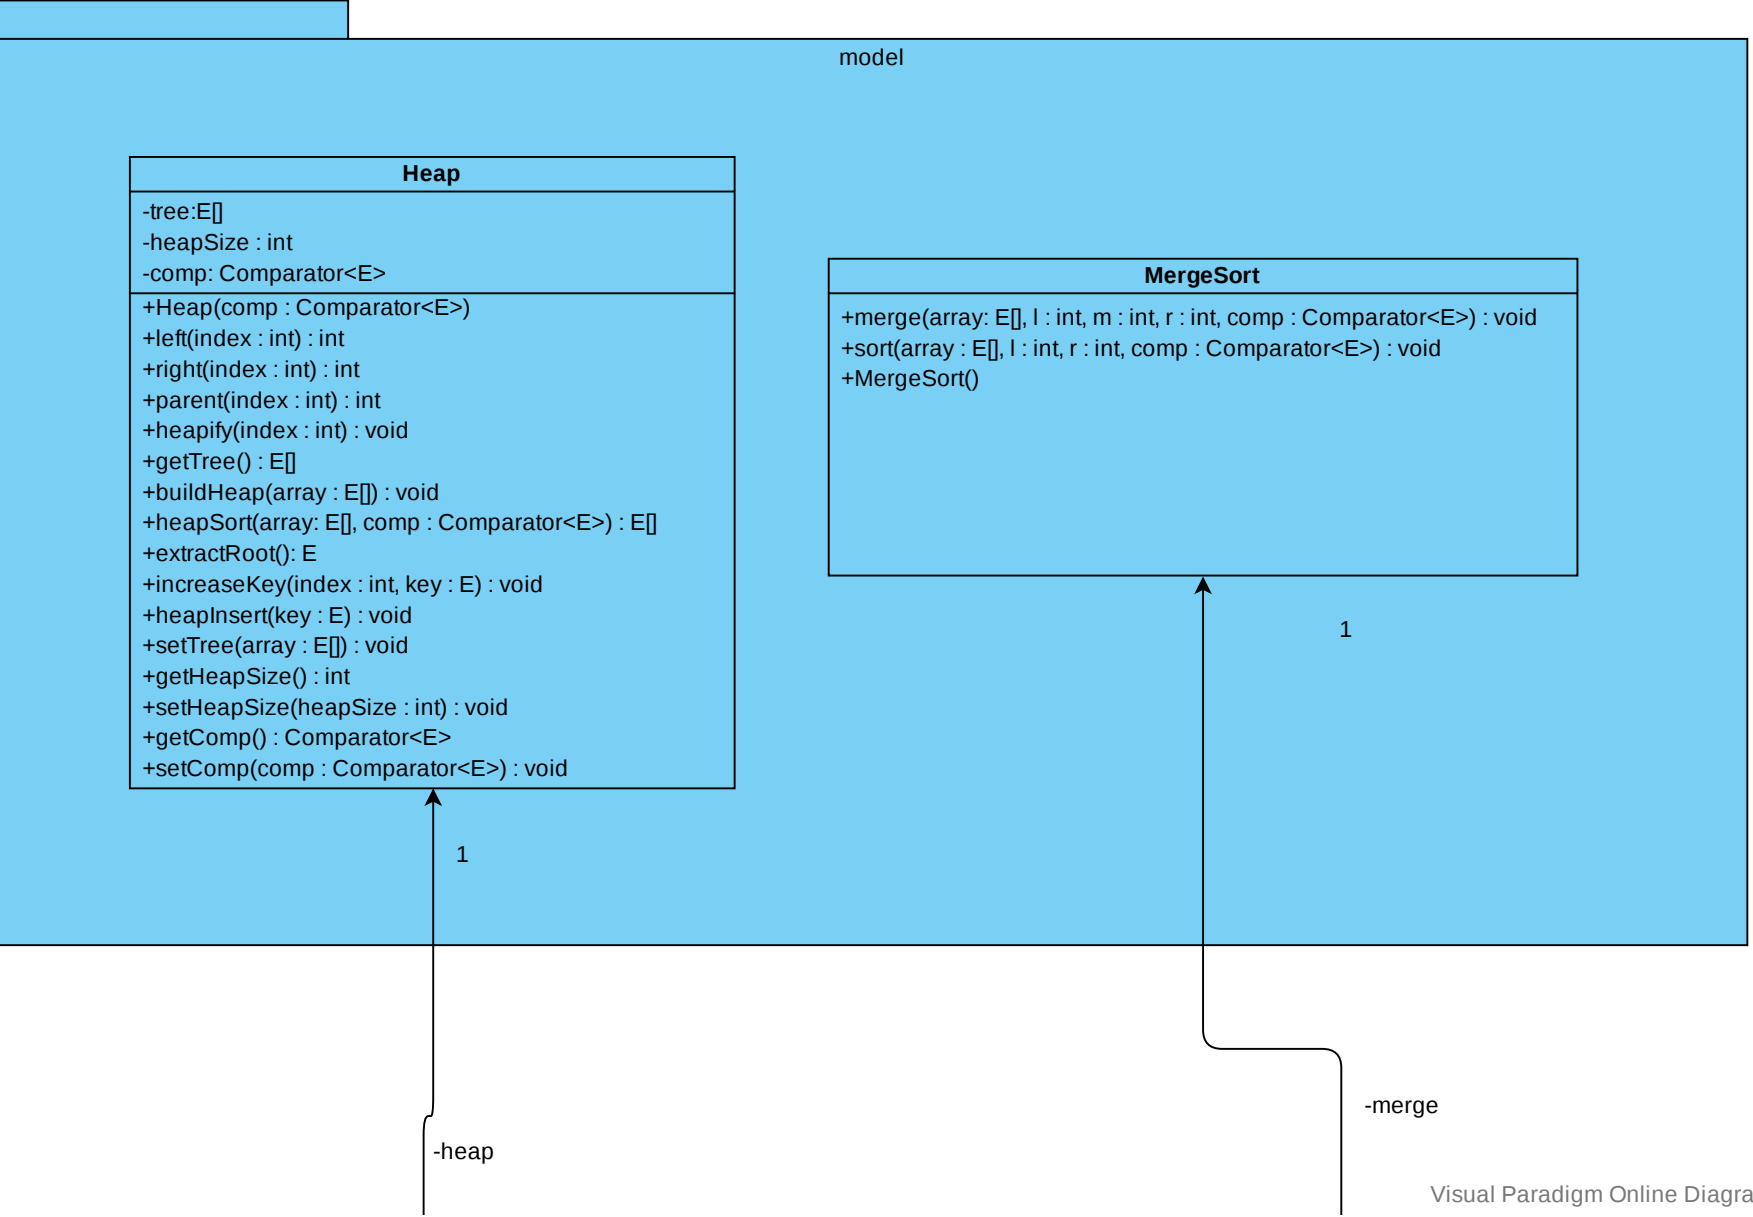 model
Heap
-tree:E[]
-heapSize : int
-comp: Comparator<E>
+Heap(comp : Comparator<E>)
+left(index : int) : int
+right(index : int) : int
+parent(index : int) : int
+heapify(index : int) : void
+getTree() : E[]
+buildHeap(array : E[]) : void
+heapSort(array: E[], comp : Comparator<E>) : E[]
+extractRoot(): E
+increaseKey(index : int, key : E) : void
+heapInsert(key : E) : void
+setTree(array : E[]) : void
+getHeapSize() : int
+setHeapSize(heapSize : int) : void
+getComp() : Comparator<E>
+setComp(comp : Comparator<E>) : void
MergeSort
+merge(array: E[], l : int, m : int, r : int, comp : Comparator<E>) : void
+sort(array : E[], l : int, r : int, comp : Comparator<E>) : void
+MergeSort()
1
1
-merge
-heap
Visual Paradigm Online Diagra